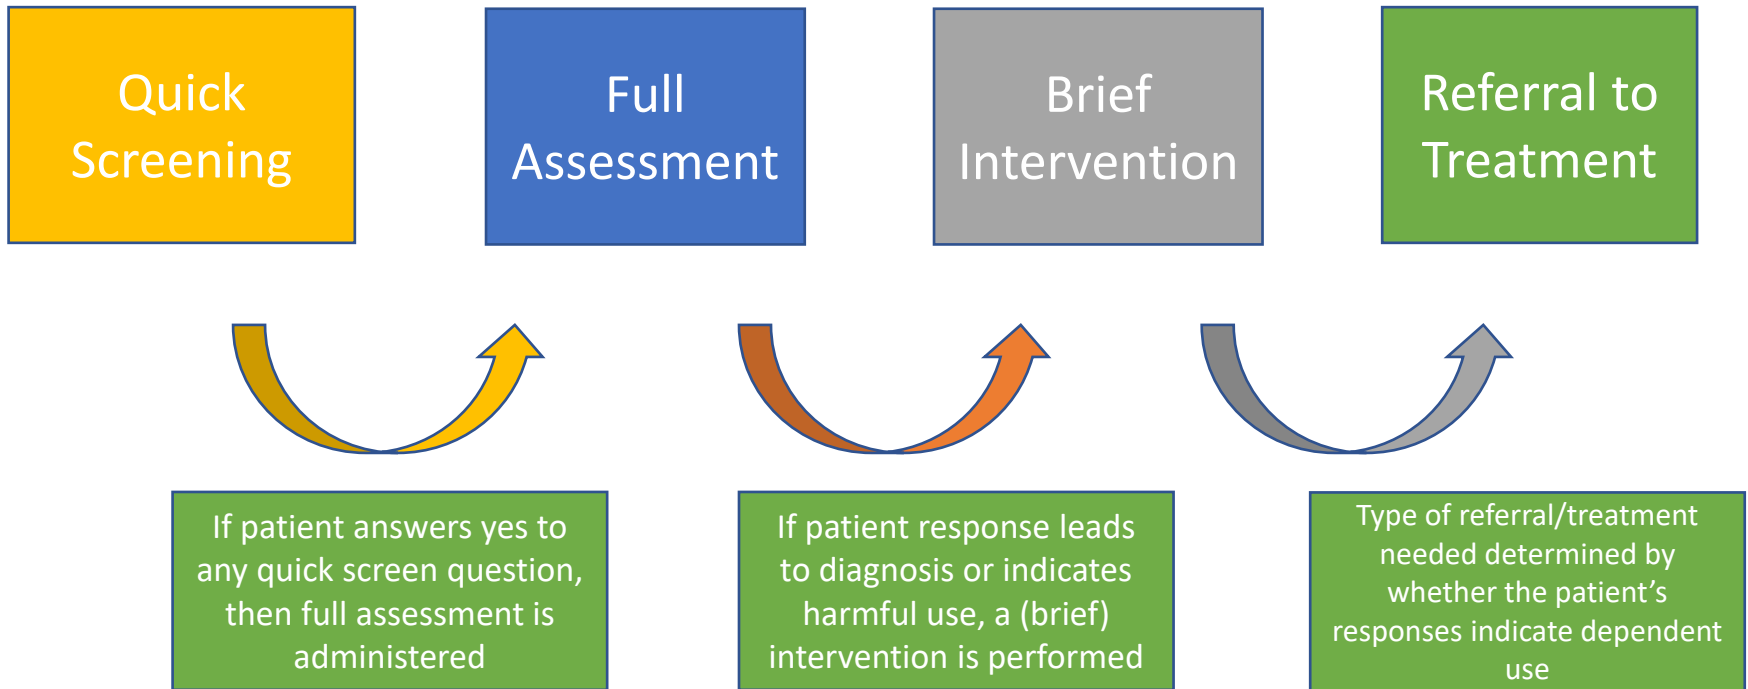 Quick
Screening
Full
Assessment
Brief
Intervention
Referral to
Treatment
If patient answers yes to
any quick screen question,
then full assessment is
administered
If patient response leads
to diagnosis or indicates
harmful use, a (brief)
intervention is performed
Type of referral/treatment
needed determined by
whether the patient’s
responses indicate dependent
use